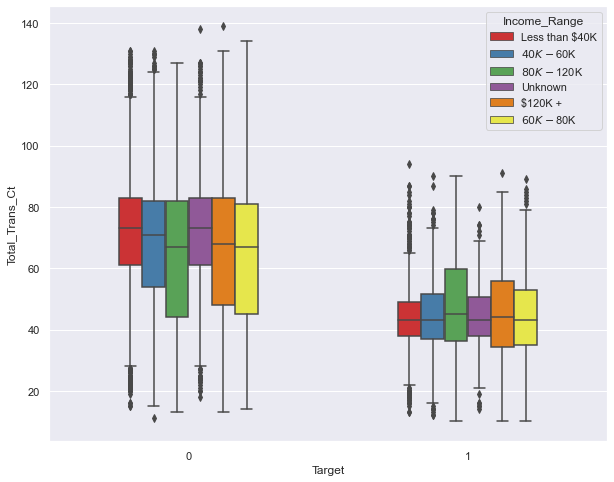 140
120
100
80
60
40
20
Total_Trans_Ct
0
1
Target
Income_Range
Less than $40K
40K − 60K
80K − 120K
Unknown
$120K +
60K − 80K